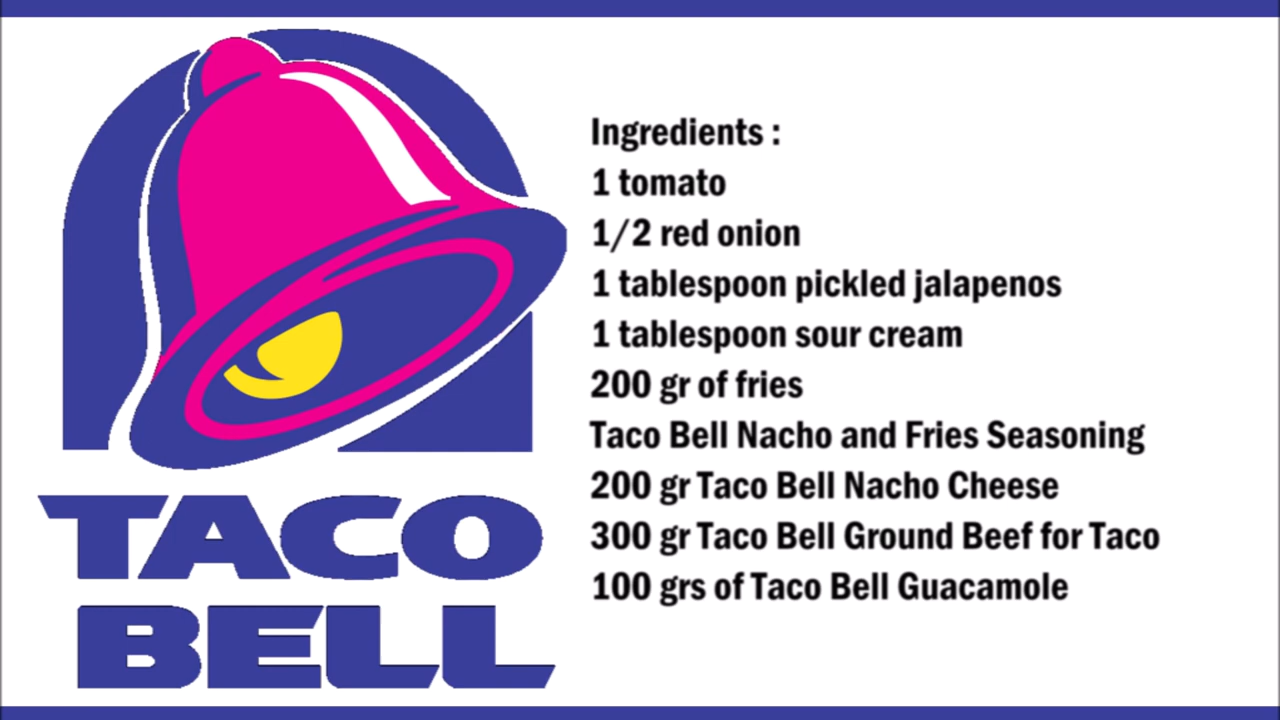 TACO
BELL
Ingredients :
1 tomato
1/2 red onion
1 tablespoon pickled jalapenos
1 tablespoon sour cream
200 gr of fries
Taco Bell Nacho and Fries Seasoning
200 gr Taco Bell Nacho Cheese
300 gr Taco Bell Ground Beef for Taco
100 grs of Taco Bell Guacamole